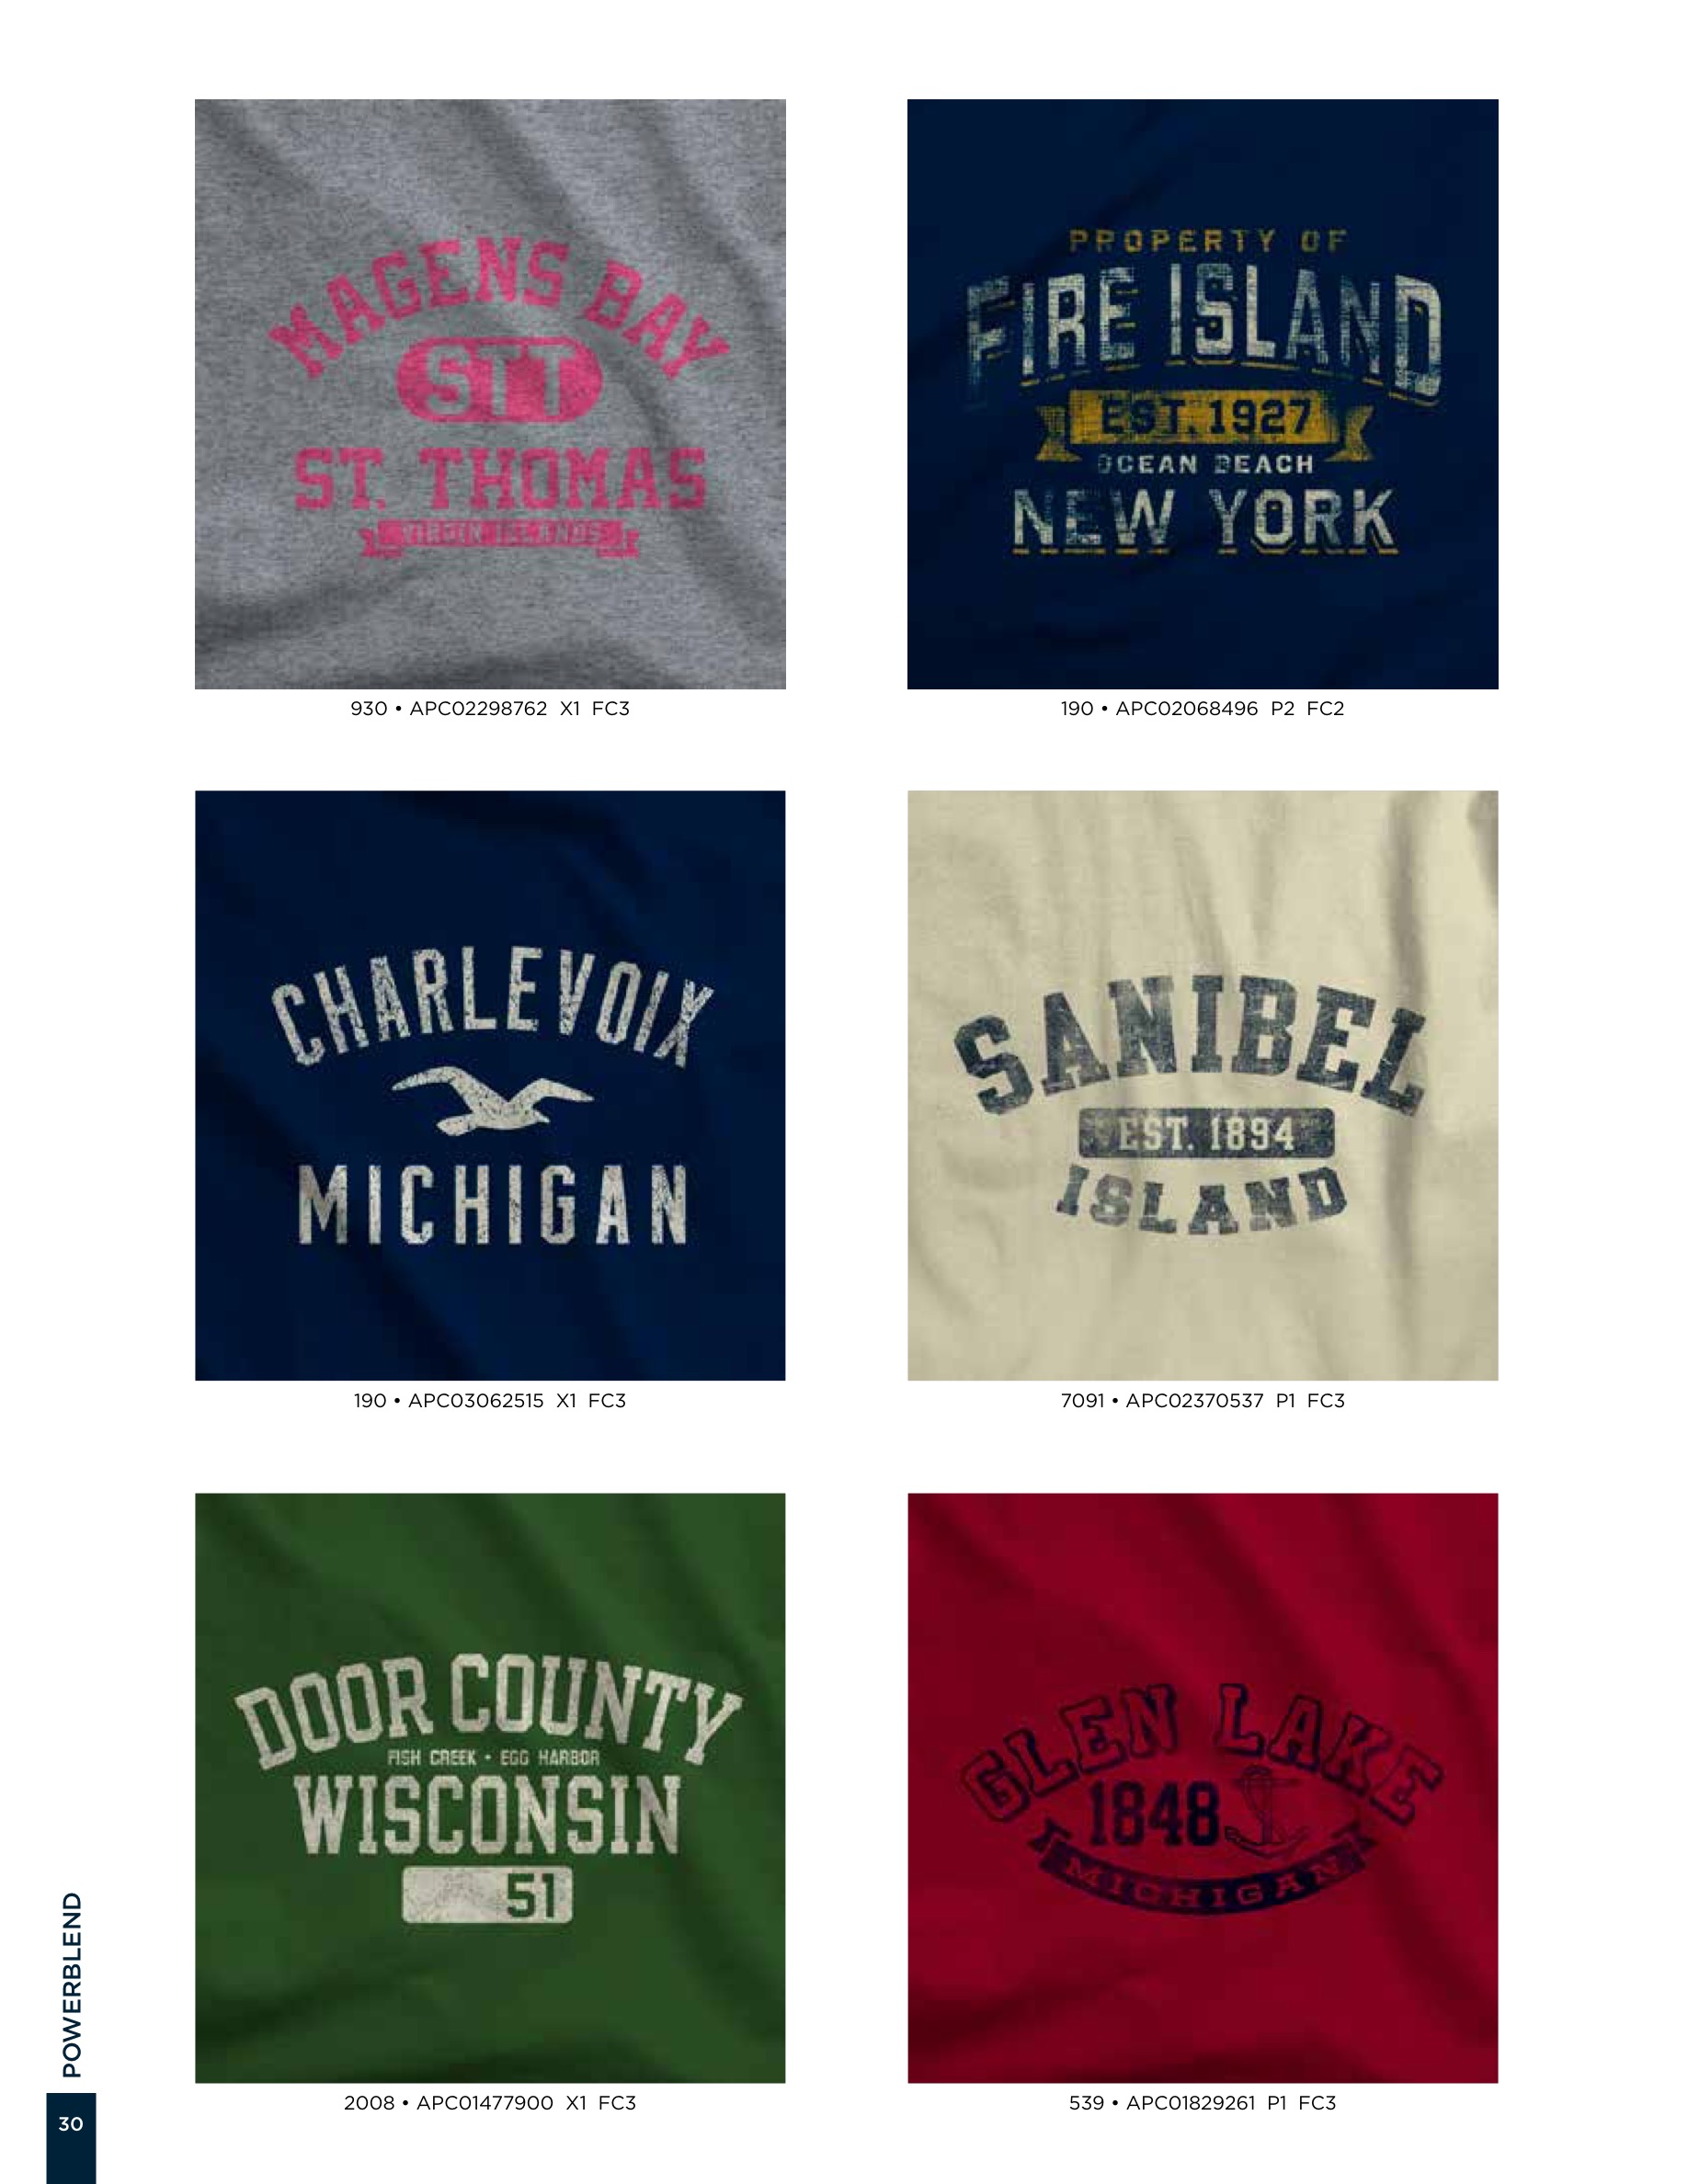 MAGENS BAY
STT
ST. THOMAS
VIRGIN ISLANDS
930 • APC02298762 X1 FC3
PROPERTY OF
FIRE ISLAND
EST. 1927
OCEAN BEACH
NEW YORK
190 • APC02068496 P2 FC2
CHARLEVOIX
MICHIGAN
190 • APC03062515 X1 FC3
SANIBEL
EST. 1894
ISLAND
7091 • APC02370537 P1 FC3
DOOR COUNTY
FISH CREEK • EGG HARBOR
WISCONSIN
51
2008 • APC01477900 X1 FC3
GLEN LAKE
1848
MICHIGAN
539 • APC01829261 P1 FC3
POWERBLEND
30